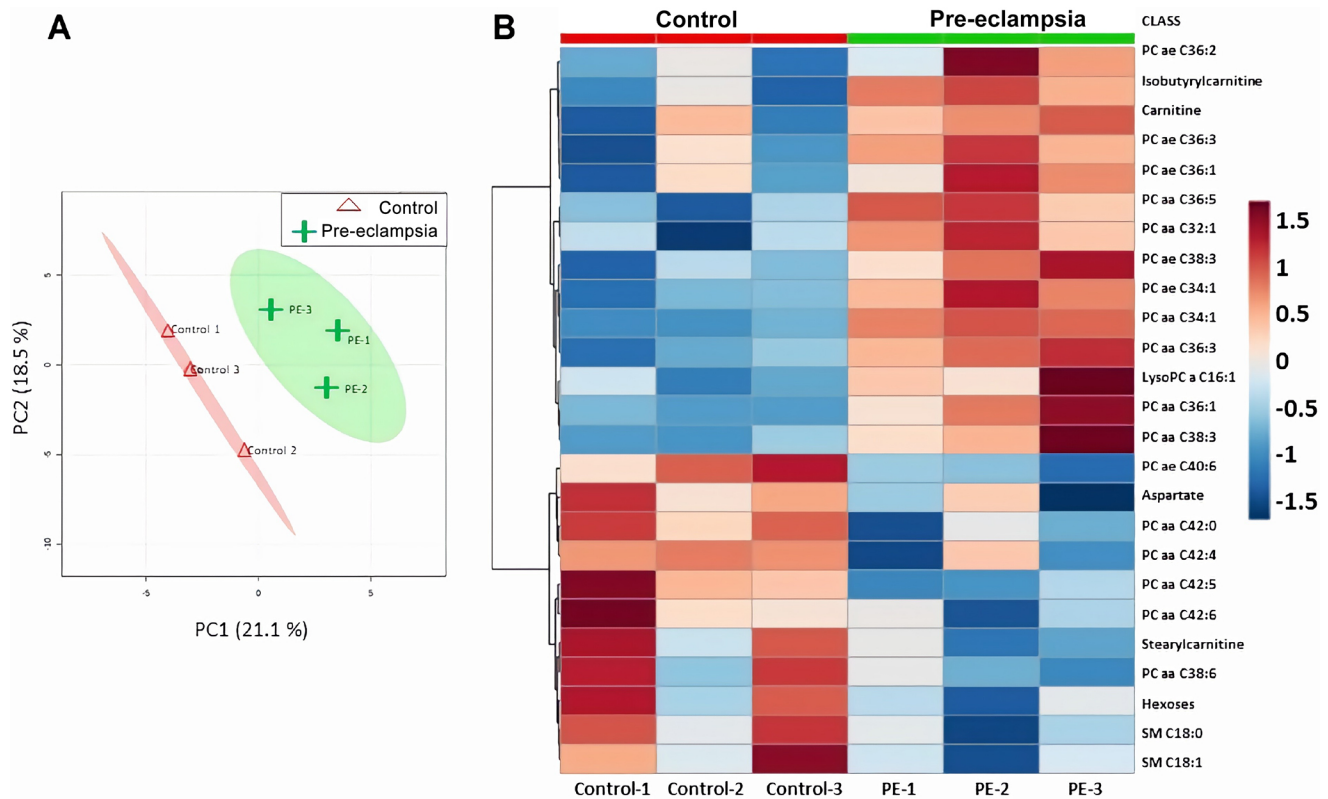 A
Control
Pre-eclampsia
5
0
-5
-10
Control 1
Control 3
Control 2
PE-3
PE-1
PE-2
-5
0
5
PC2 (18.5 %)
PC1 (21.1 %)
B
Control
Pre-eclampsia
CLASS
PC ae C36:2
Isobutyrylcarnitine
Carnitine
PC ae C36:3
PC ae C36:1
PC aa C36:5
PC aa C32:1
PC ae C38:3
PC ae C34:1
PC aa C34:1
PC aa C36:3
LysoPC a C16:1
PC aa C36:1
PC aa C38:3
PC ae C40:6
Aspartate
PC aa C42:0
PC aa C42:4
PC aa C42:5
PC aa C42:6
Stearylcarnitine
PC aa C38:6
Hexoses
SM C18:0
SM C18:1
Control-1
Control-2
Control-3
PE-1
PE-2
PE-3
1.5
1
0.5
0
-0.5
-1
-1.5